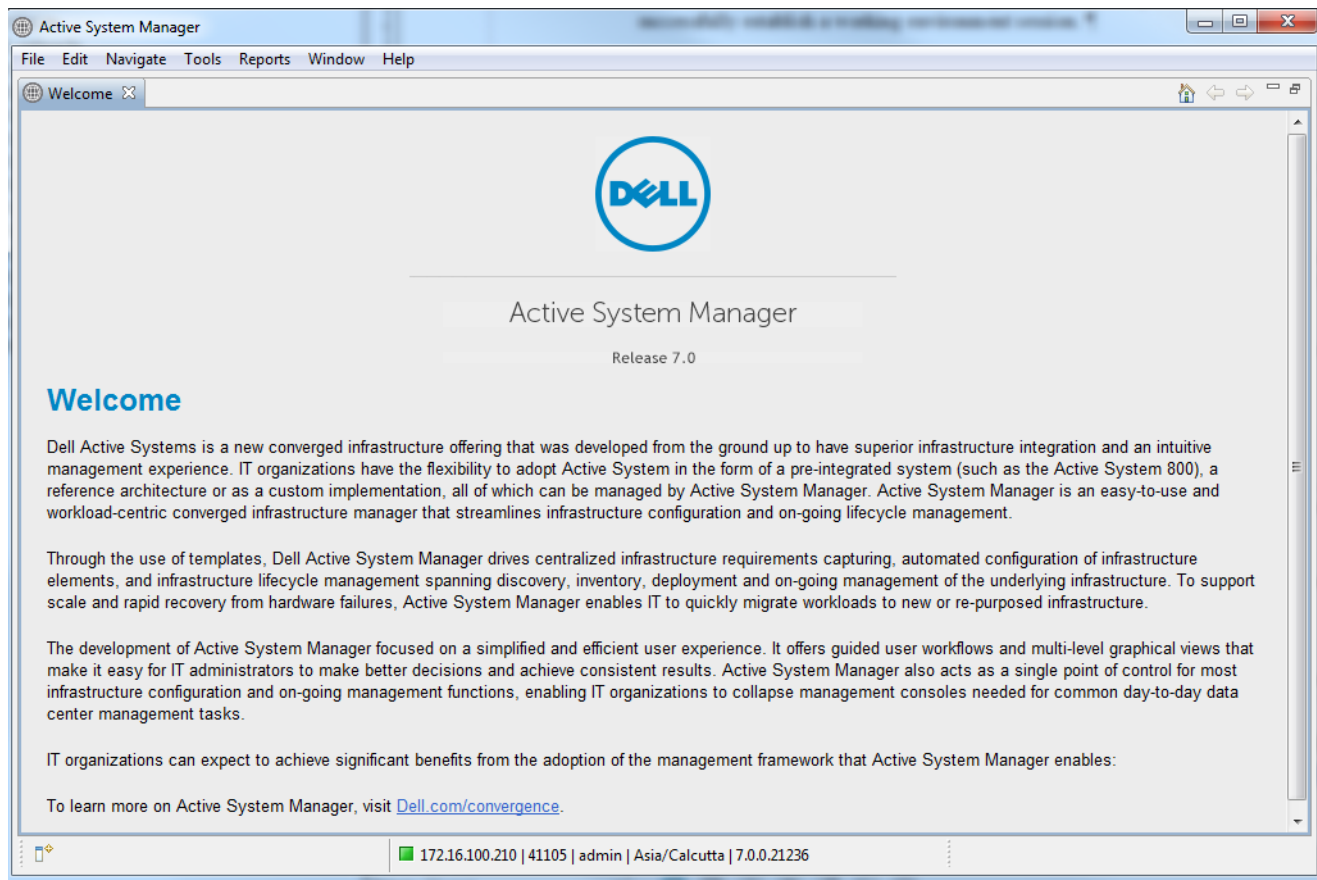 successfully establish a working environment session. ¶
Active System Manager
File Edit Navigate Tools Reports Window Help
Welcome
DELL
Active System Manager
Release 7.0
Welcome
Dell Active Systems is a new converged infrastructure offering that was developed from the ground up to have superior infrastructure integration and an intuitive
management experience. IT organizations have the flexibility to adopt Active System in the form of a pre-integrated system (such as the Active System 800), a
reference architecture or as a custom implementation, all of which can be managed by Active System Manager. Active System Manager is an easy-to-use and
workload-centric converged infrastructure manager that streamlines infrastructure configuration and on-going lifecycle management.
Through the use of templates, Dell Active System Manager drives centralized infrastructure requirements capturing, automated configuration of infrastructure
elements, and infrastructure lifecycle management spanning discovery, inventory, deployment and on-going management of the underlying infrastructure. To support
scale and rapid recovery from hardware failures, Active System Manager enables IT to quickly migrate workloads to new or re-purposed infrastructure.
The development of Active System Manager focused on a simplified and efficient user experience. It offers guided user workflows and multi-level graphical views that
make it easy for IT administrators to make better decisions and achieve consistent results. Active System Manager also acts as a single point of control for most
infrastructure configuration and on-going management functions, enabling IT organizations to collapse management consoles needed for common day-to-day data
center management tasks.
IT organizations can expect to achieve significant benefits from the adoption of the management framework that Active System Manager enables:
To learn more on Active System Manager, visit Dell.com/convergence.
172.16.100.210 | 41105 | admin | Asia/Calcutta | 7.0.0.21236